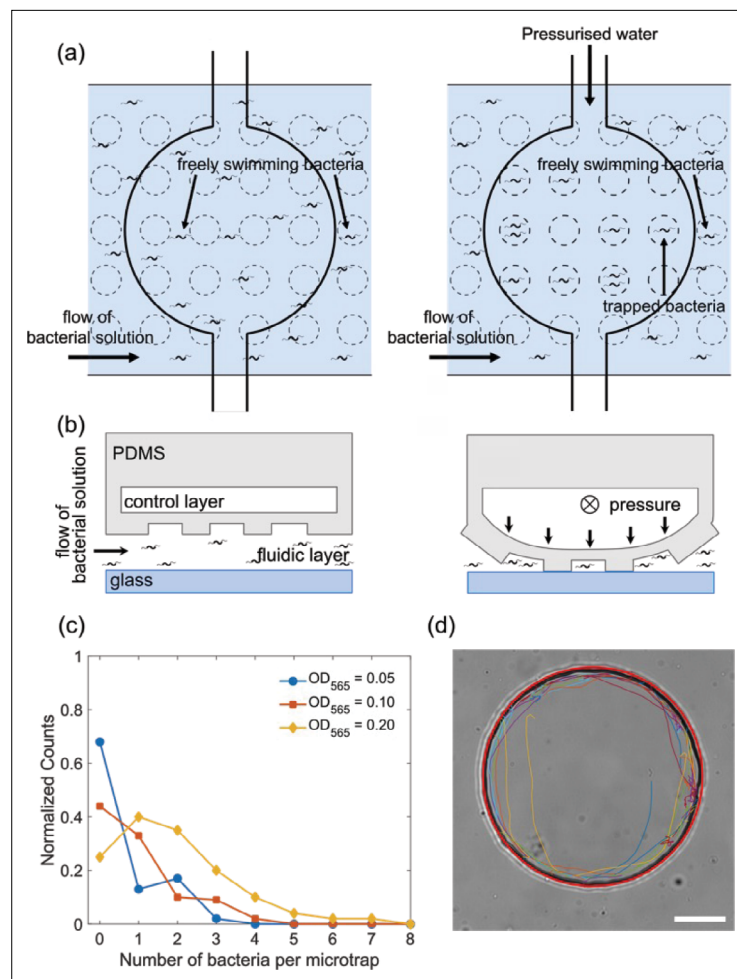 (a)
Pressurised water
freely swimming bacteria
freely swimming bacteria
trapped bacteria
flow of
bacterial solution
flow of
bacterial solution
(b)
PDMS
control layer
flow of
bacterial solution
fluidic layer
glass
pressure
(c)
1
0.8
0.6
0.4
0.2
0
Normalized Counts
OD565 = 0.05
OD565 = 0.10
OD565 = 0.20
0 1 2 3 4 5 6 7 8
Number of bacteria per microtrap
(d)